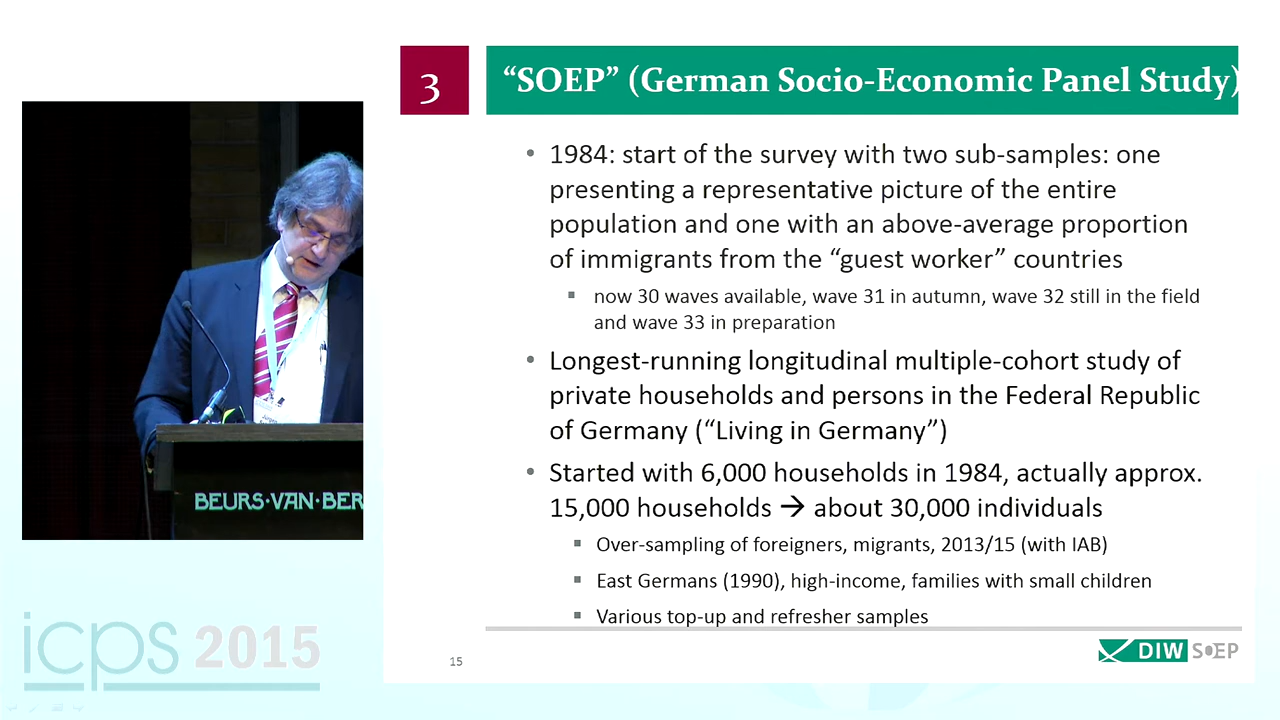 3
“SOEP” (German Socio-Economic Panel Study)
• 1984: start of the survey with two sub-samples: one
presenting a representative picture of the entire
population and one with an above-average proportion
of immigrants from the “guest worker” countries
▪ now 30 waves available, wave 31 in autumn, wave 32 still in the field
and wave 33 in preparation
• Longest-running longitudinal multiple-cohort study of
private households and persons in the Federal Republic
of Germany (“Living in Germany”)
• Started with 6,000 households in 1984, actually approx.
15,000 households → about 30,000 individuals
▪ Over-sampling of foreigners, migrants, 2013/15 (with IAB)
▪ East Germans (1990), high-income, families with small children
▪ Various top-up and refresher samples
15
DIW SOEP
BEURS·VAN·BER
icps 2015